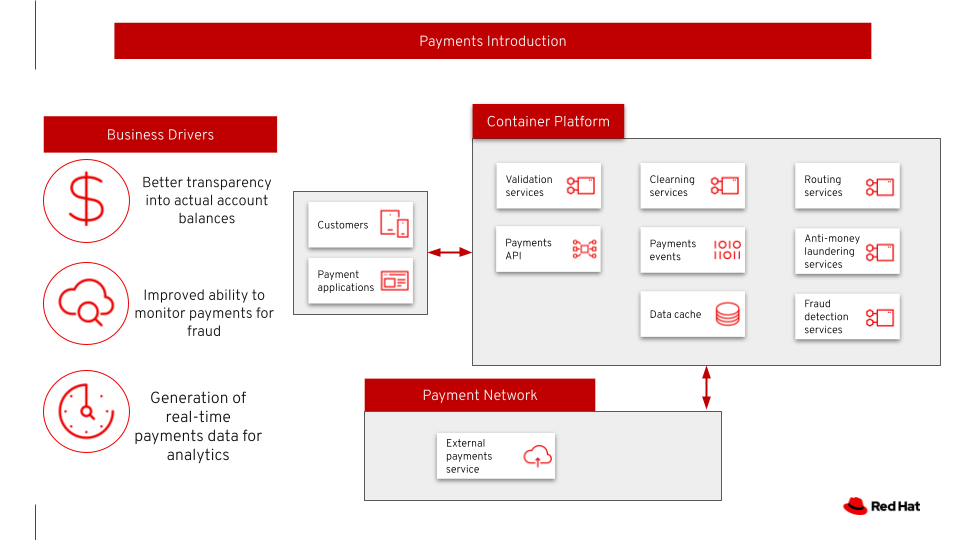 Payments Introduction
Business Drivers
Better transparency
into actual account
balances
Improved ability to
monitor payments for
fraud
Generation of
real-time
payments data for
analytics
Customers
Payment
applications
Container Platform
Validation
services
Clearning
services
Routing
services
Payments
API
Payments
events
1010
11011
Anti-money
laundering
services
Data cache
Fraud
detection
services
Payment Network
External
payments
service
Red Hat